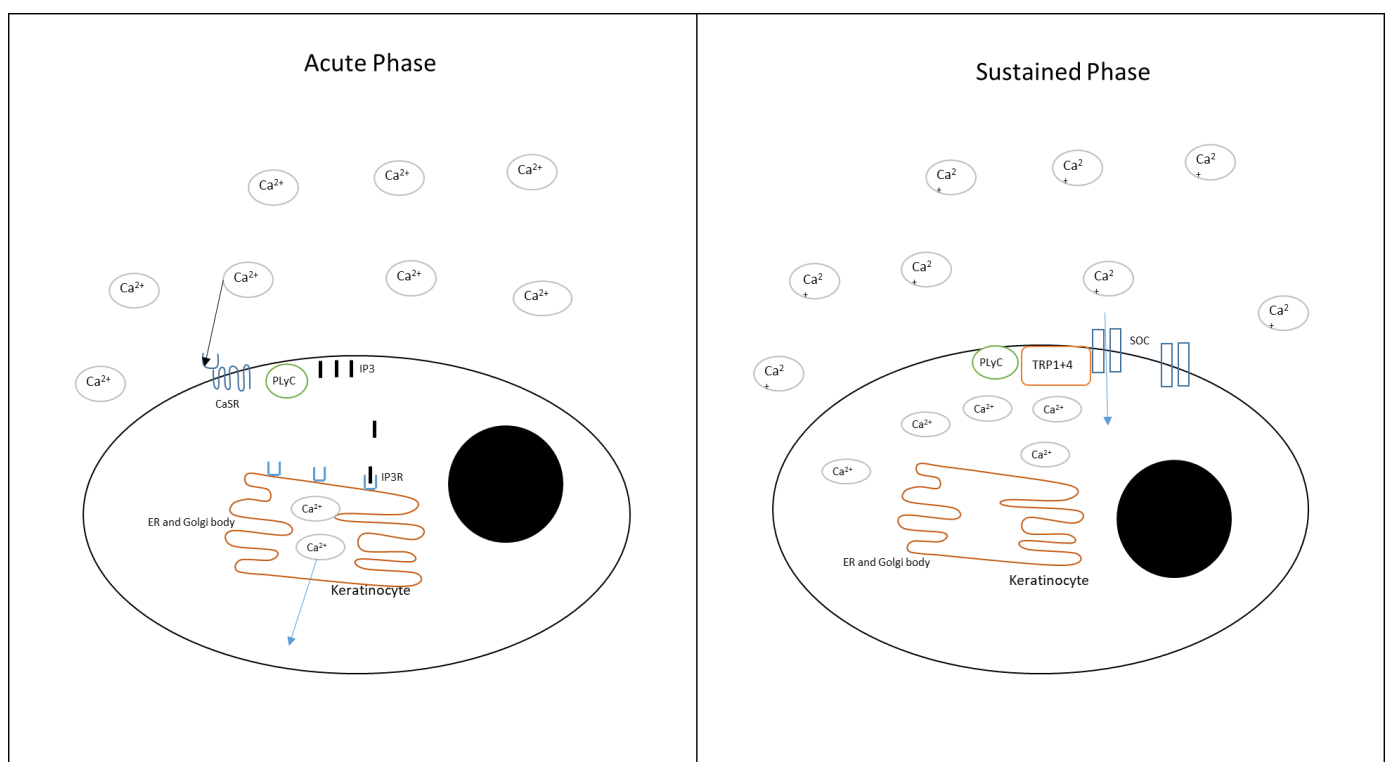 Acute Phase
Ca²⁺
Ca²⁺
Ca²⁺
Ca²⁺
Ca²⁺
Ca²⁺
Ca²⁺
Ca²⁺
CaSR
PLyC
IP3
IP3R
Ca²⁺
Ca²⁺
ER and Golgi body
Keratinocyte
Sustained Phase
Ca²
⁺
Ca²
⁺
Ca²
⁺
Ca²
⁺
Ca²
⁺
Ca²
⁺
Ca²
⁺
Ca²
⁺
SOC
PLyC
TRP1+4
Ca²⁺
Ca²⁺
Ca²⁺
Ca²⁺
Ca²⁺
ER and Golgi body
Keratinocyte